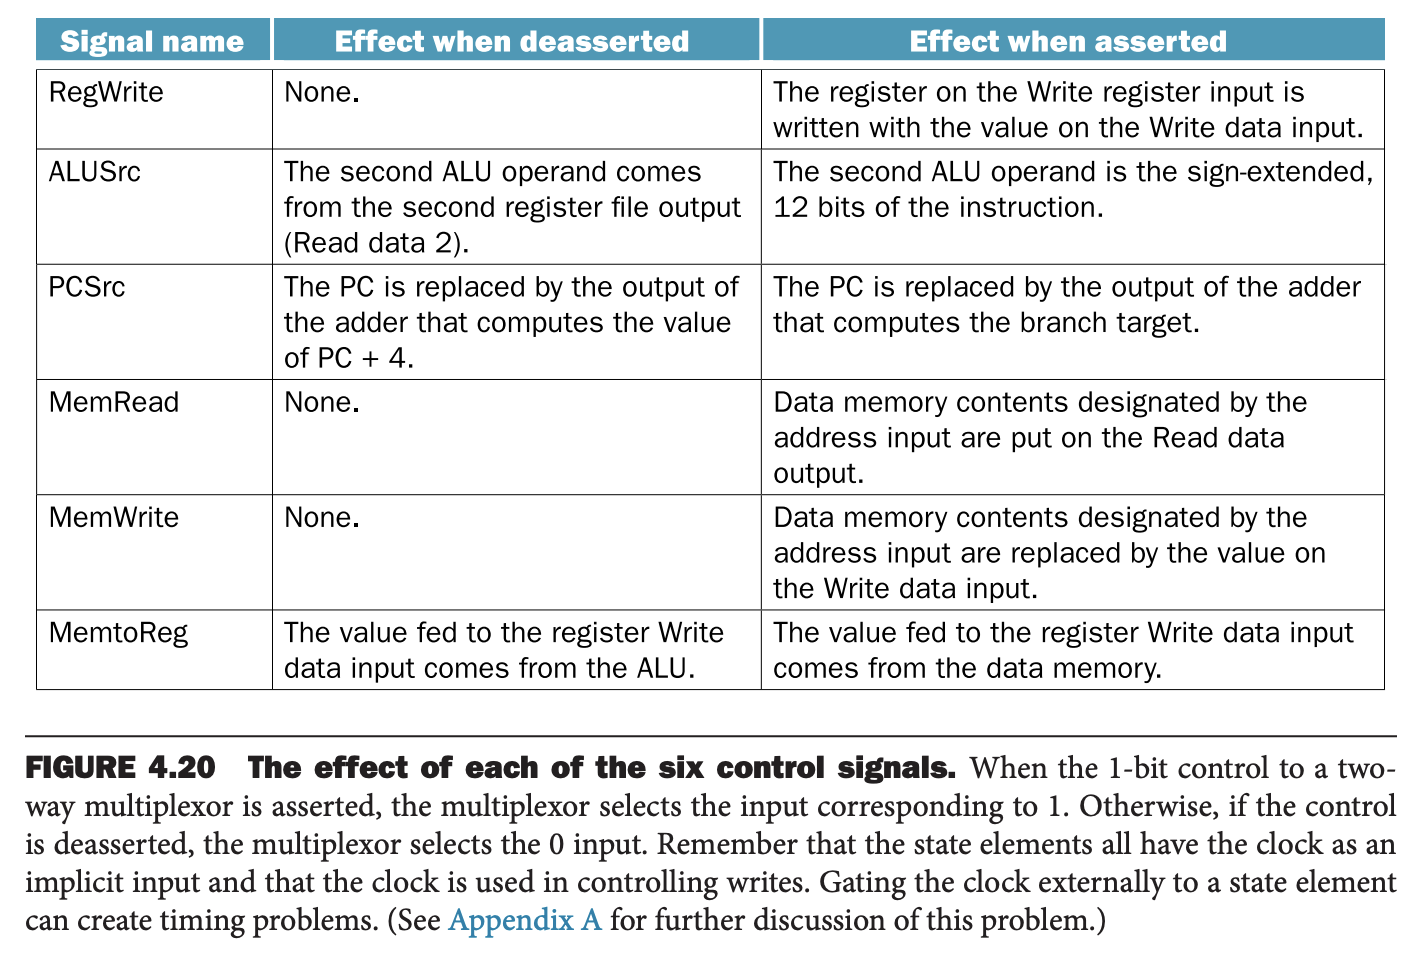 Signal name Effect when deasserted Effect when asserted
RegWrite None. The register on the Write register input is
written with the value on the Write data input.
ALUSrc The second ALU operand comes The second ALU operand is the sign-extended,
from the second register file output 12 bits of the instruction.
(Read data 2).
PCSrc The PC is replaced by the output of The PC is replaced by the output of the adder
the adder that computes the value that computes the branch target.
of PC + 4.
MemRead None. Data memory contents designated by the
address input are put on the Read data
output.
MemWrite None. Data memory contents designated by the
address input are replaced by the value on
the Write data input.
MemtoReg The value fed to the register Write The value fed to the register Write data input
data input comes from the ALU. comes from the data memory.
FIGURE 4.20 The effect of each of the six control signals. When the 1-bit control to a two-
way multiplexor is asserted, the multiplexor selects the input corresponding to 1. Otherwise, if the control
is deasserted, the multiplexor selects the 0 input. Remember that the state elements all have the clock as an
implicit input and that the clock is used in controlling writes. Gating the clock externally to a state element
can create timing problems. (See Appendix A for further discussion of this problem.)